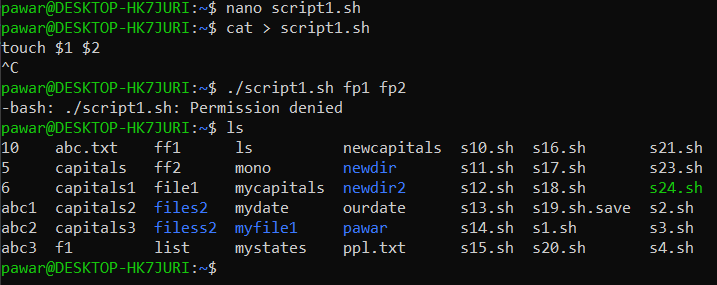 pawar@DESKTOP-HK7JURI:~$ nano script1.sh
pawar@DESKTOP-HK7JURI:~$ cat > script1.sh
touch $1 $2
^C
pawar@DESKTOP-HK7JURI:~$ ./script1.sh fp1 fp2
-bash: ./script1.sh: Permission denied
pawar@DESKTOP-HK7JURI:~$ ls
10 abc.txt ff1 ls newcapitals s10.sh s16.sh s21.sh
5 capitals ff2 mono newdir s11.sh s17.sh s23.sh
6 capitals1 file1 mycapitals newdir2 s12.sh s18.sh s24.sh
abc1 capitals2 files2 mydate ourdate s13.sh s19.sh.save s2.sh
abc2 capitals3 filess2 myfile1 pawar s14.sh s1.sh s3.sh
abc3 f1 list mystates ppl.txt s15.sh s20.sh s4.sh
pawar@DESKTOP-HK7JURI:~$